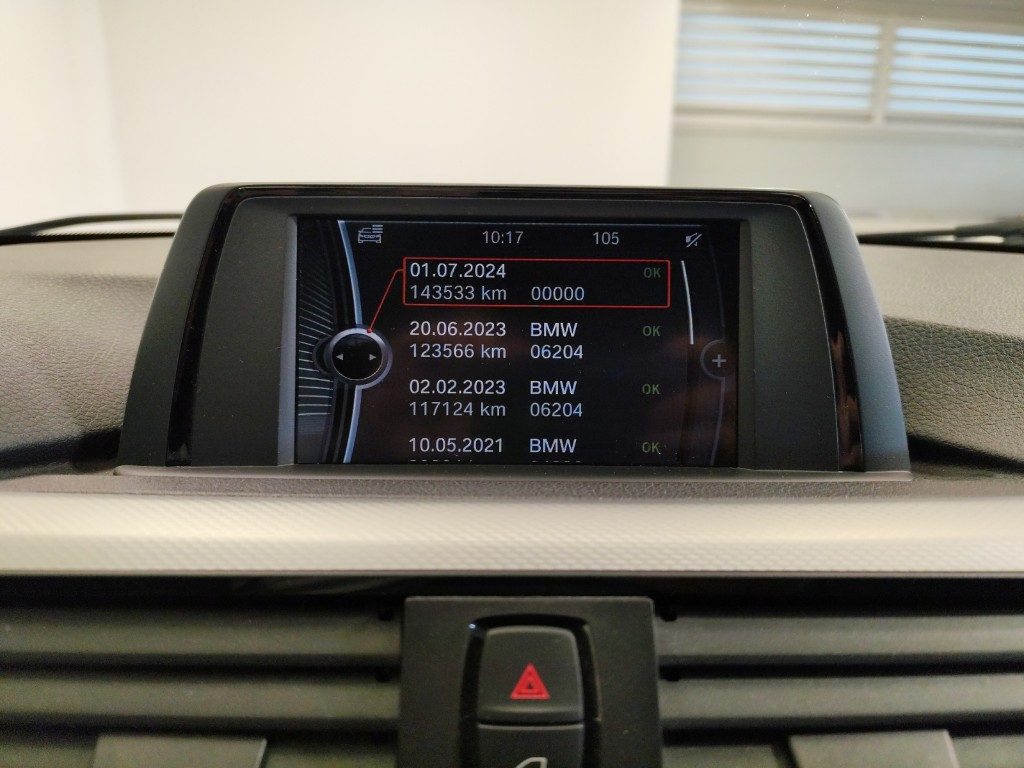 10:17 105
01.07.2024 OK
143533 km 00000
20.06.2023 BMW OK
123566 km 06204
02.02.2023 BMW OK
117124 km 06204
10.05.2021 BMW OK